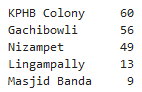 KPHB Colony 60
Gachibowli 56
Nizampet 49
Lingampally 13
Masjid Banda 9